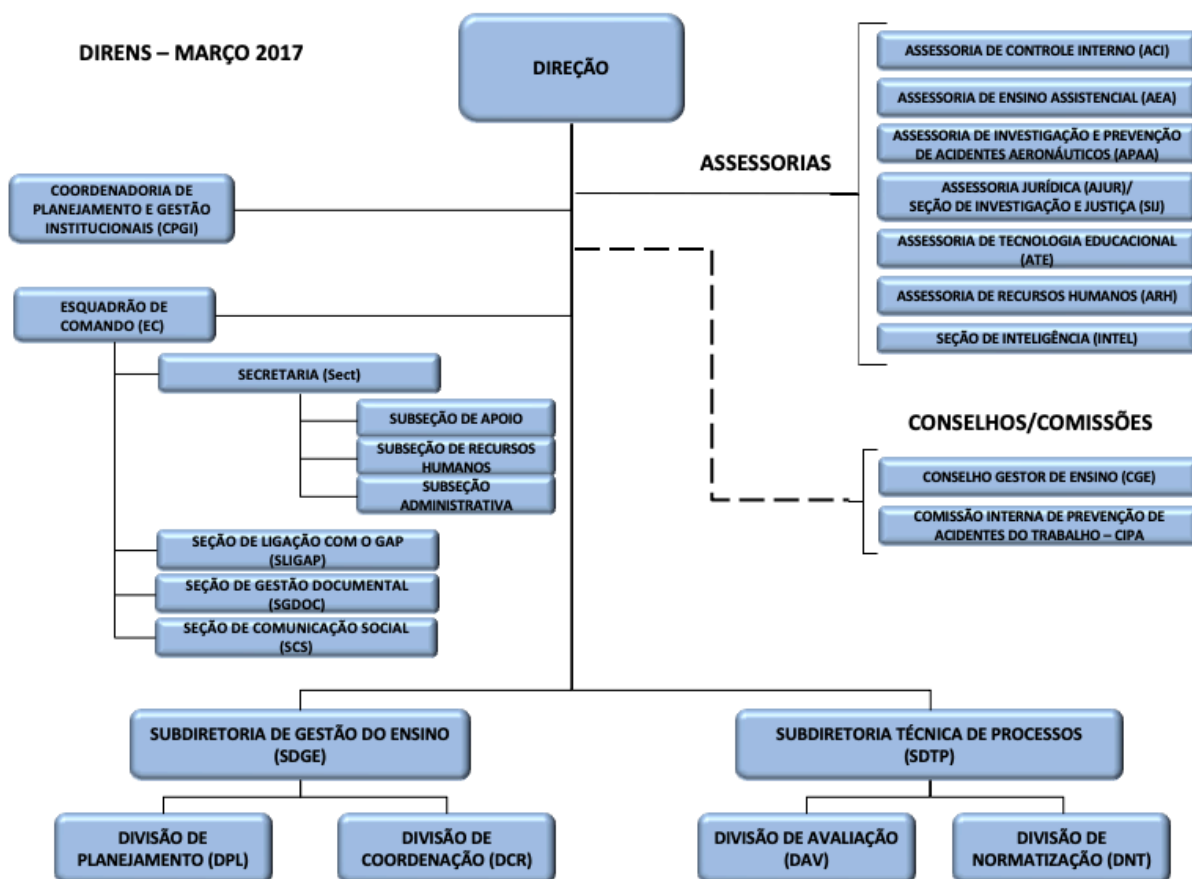 DIRENS – MARÇO 2017
DIREÇÃO
ASSESSORIAS
ASSESSORIA DE CONTROLE INTERNO (ACI)
ASSESSORIA DE ENSINO ASSISTENCIAL (AEA)
ASSESSORIA DE INVESTIGAÇÃO E PREVENÇÃO
DE ACIDENTES AERONÁUTICOS (APAA)
ASSESSORIA JURÍDICA (AJUR)/
SEÇÃO DE INVESTIGAÇÃO E JUSTIÇA (SIJ)
ASSESSORIA DE TECNOLOGIA EDUCACIONAL
(ATE)
ASSESSORIA DE RECURSOS HUMANOS (ARH)
SEÇÃO DE INTELIGÊNCIA (INTEL)
COORDENADORIA DE
PLANEJAMENTO E GESTÃO
INSTITUCIONAIS (CPGI)
ESQUADRÃO DE
COMANDO (EC)
SECRETARIA (Sect)
SUBSEÇÃO DE APOIO
SUBSEÇÃO DE RECURSOS
HUMANOS
SUBSEÇÃO
ADMINISTRATIVA
SEÇÃO DE LIGAÇÃO COM O GAP
(SLIGAP)
SEÇÃO DE GESTÃO DOCUMENTAL
(SGDOC)
SEÇÃO DE COMUNICAÇÃO SOCIAL
(SCS)
CONSELHOS/COMISSÕES
CONSELHO GESTOR DE ENSINO (CGE)
COMISSÃO INTERNA DE PREVENÇÃO DE
ACIDENTES DO TRABALHO – CIPA
SUBDIRETORIA DE GESTÃO DO ENSINO
(SDGE)
SUBDIRETORIA TÉCNICA DE PROCESSOS
(SDTP)
DIVISÃO DE
PLANEJAMENTO (DPL)
DIVISÃO DE
COORDENAÇÃO (DCR)
DIVISÃO DE AVALIAÇÃO
(DAV)
DIVISÃO DE
NORMATIZAÇÃO (DNT)